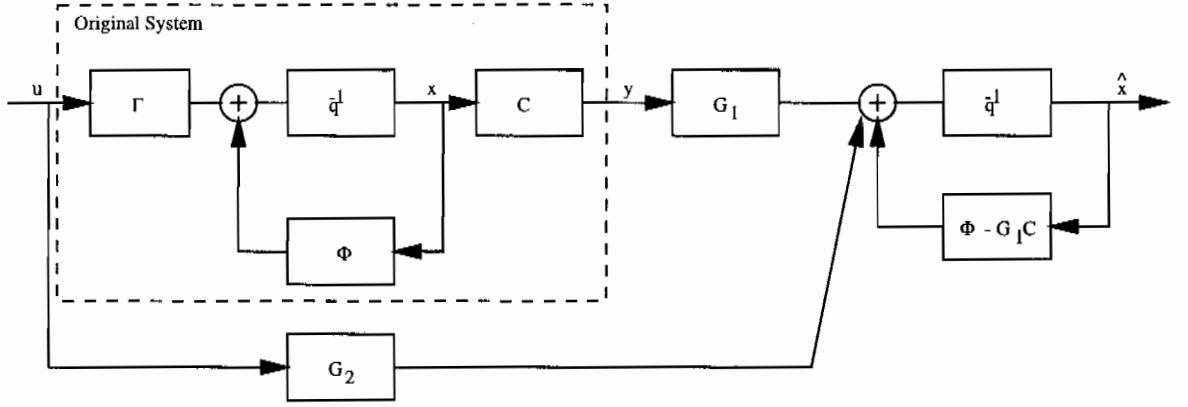 Original System
u
Γ
+
q̄¹
x
C
y
G₁
+
q̄¹
x̂
Φ
Φ - G₁C
G₂